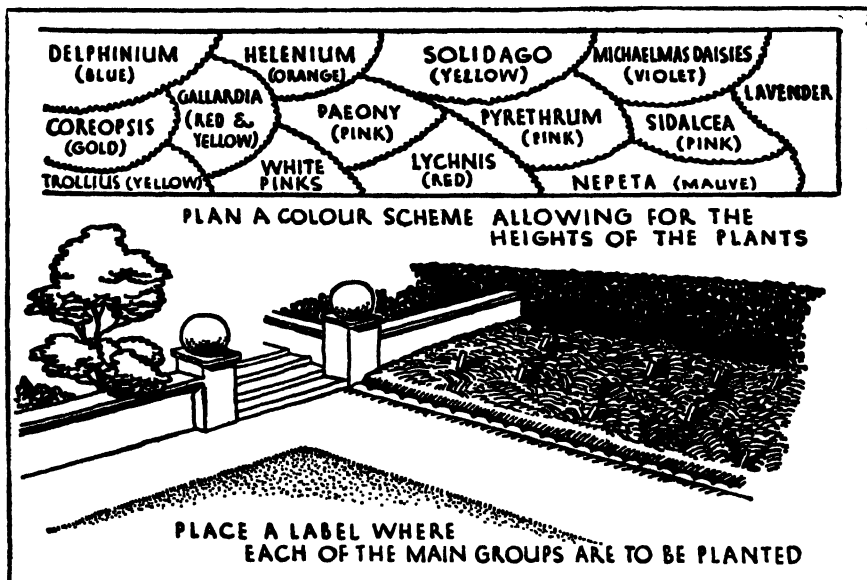 DELPHINIUM
(BLUE)
HELENIUM
(ORANGE)
SOLIDAGO
(YELLOW)
MICHAELMAS DAISIES
(VIOLET)
LAVENDER
GALLARDIA
(RED &
YELLOW)
COREOPSIS
(GOLD)
PAEONY
(PINK)
PYRETHRUM
(PINK)
SIDALCEA
(PINK)
TROLLIUS (YELLOW)
WHITE
PINKS
LYCHNIS
(RED)
NEPETA (MAUVE)
PLAN A COLOUR SCHEME ALLOWING FOR THE
HEIGHTS OF THE PLANTS
PLACE A LABEL WHERE
EACH OF THE MAIN GROUPS ARE TO BE PLANTED